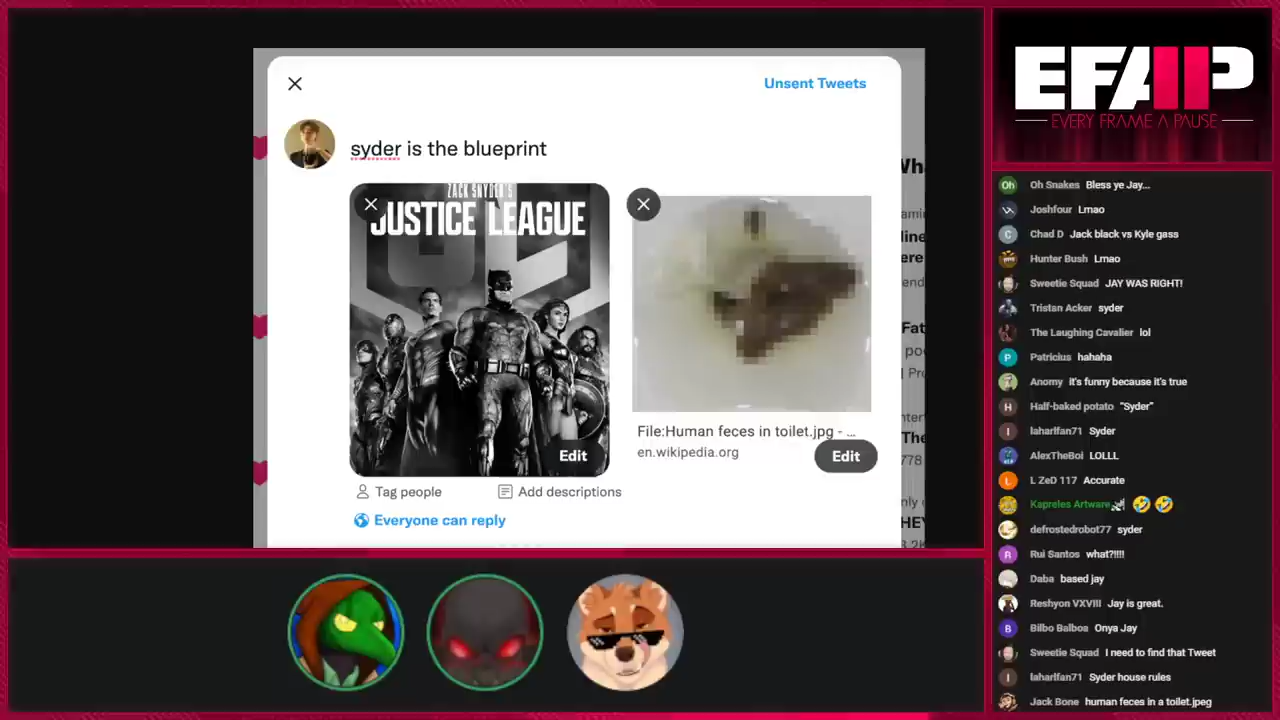 Unsent Tweets
syder is the blueprint
ZACK SNYDER'S
JUSTICE LEAGUE
Edit
File:Human feces in toilet.jpg - ...
en.wikipedia.org
Edit
Tag people
Add descriptions
Everyone can reply
EFAP
EVERY FRAME A PAUSE
Oh Oh Snakes Bless ye Jay...
Joshfour Lmao
C Chad D Jack black vs Kyle gass
Hunter Bush Lmao
Sweetie Squad JAY WAS RIGHT!
Tristan Acker syder
The Laughing Cavalier lol
P Patricius hahaha
Anomy it's funny because it's true
H Half-baked potato "Syder"
I laharlfan71 Syder
AlexTheBoi LOLLL
L L ZeD 117 Accurate
Kapreles Artware 🤣 🤣
defrostedrobot77 syder
R Rui Santos what?!!!!
Daba based jay
Reshyon VXVIII Jay is great.
B Bilbo Balboa Onya Jay
Sweetie Squad I need to find that Tweet
I laharlfan71 Syder house rules
Jack Bone human feces in a toilet.jpeg